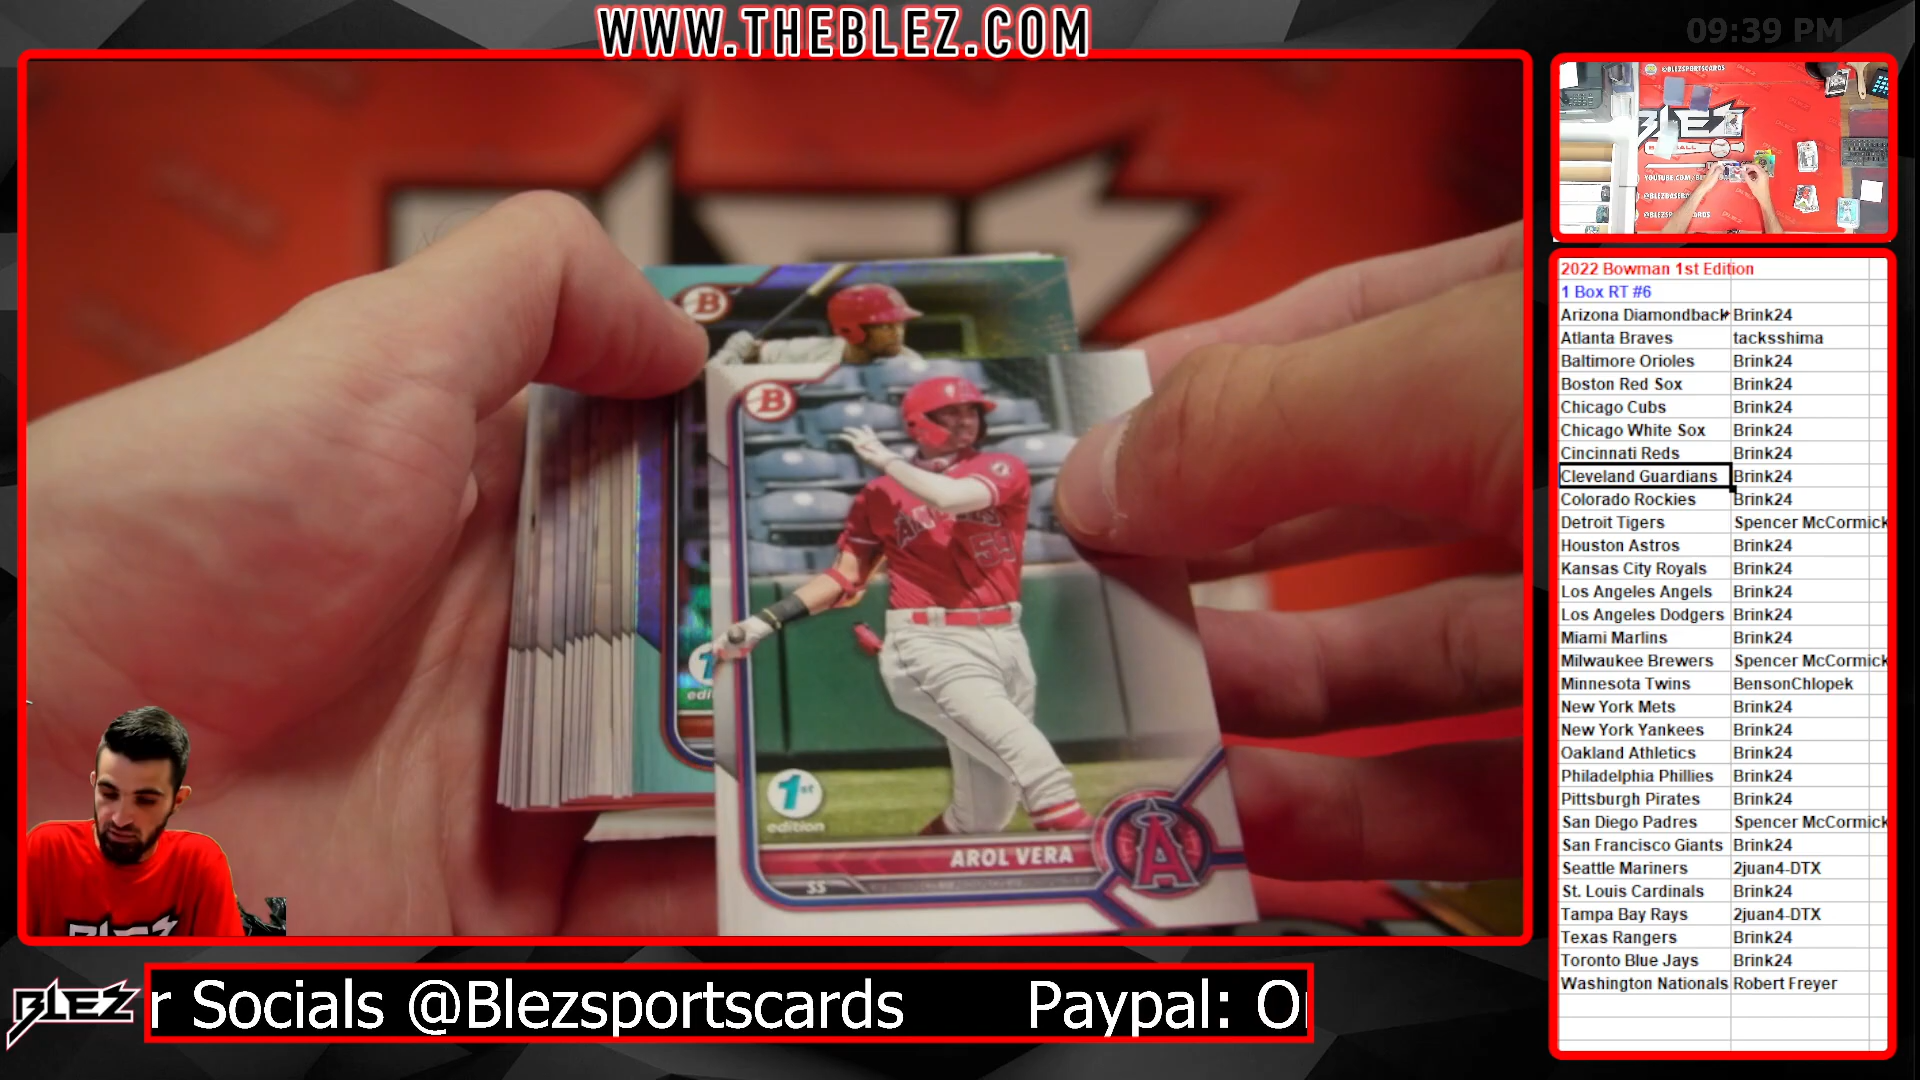 WWW.THEBLEZ.COM
09:39 PM
B
B
ANGELS
1st
edition
AROL VERA
SS
A
@BLEZSPORTSCARDS
BLEZ
2022 Bowman 1st Edition
1 Box RT #6
Arizona Diamondback Brink24
Atlanta Braves tacksshima
Baltimore Orioles Brink24
Boston Red Sox Brink24
Chicago Cubs Brink24
Chicago White Sox Brink24
Cincinnati Reds Brink24
Cleveland Guardians Brink24
Colorado Rockies Brink24
Detroit Tigers Spencer McCormick
Houston Astros Brink24
Kansas City Royals Brink24
Los Angeles Angels Brink24
Los Angeles Dodgers Brink24
Miami Marlins Brink24
Milwaukee Brewers Spencer McCormick
Minnesota Twins BensonChlopek
New York Mets Brink24
New York Yankees Brink24
Oakland Athletics Brink24
Philadelphia Phillies Brink24
Pittsburgh Pirates Brink24
San Diego Padres Spencer McCormick
San Francisco Giants Brink24
Seattle Mariners 2juan4-DTX
St. Louis Cardinals Brink24
Tampa Bay Rays 2juan4-DTX
Texas Rangers Brink24
Toronto Blue Jays Brink24
Washington Nationals Robert Freyer
BLEZ
r Socials @Blezsportscards Paypal: O